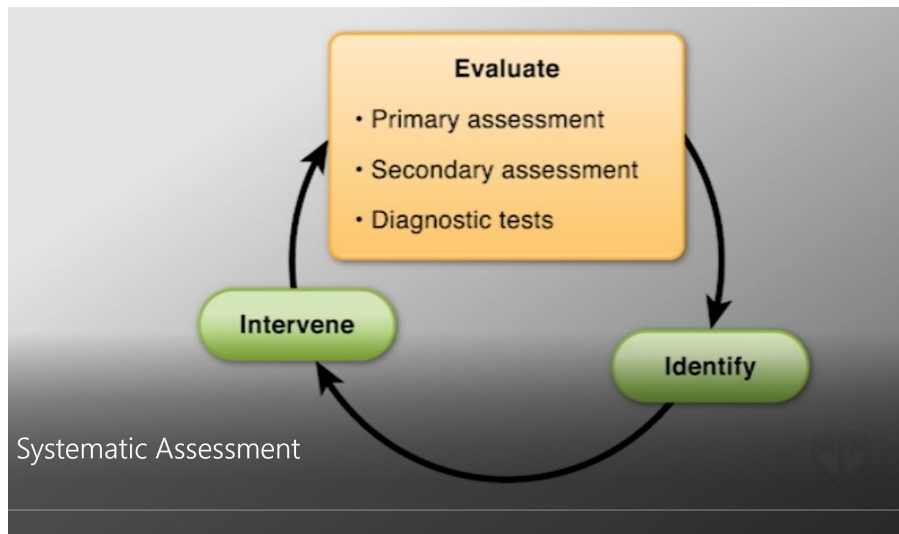 Evaluate
• Primary assessment
• Secondary assessment
• Diagnostic tests
Intervene
Identify
Systematic Assessment